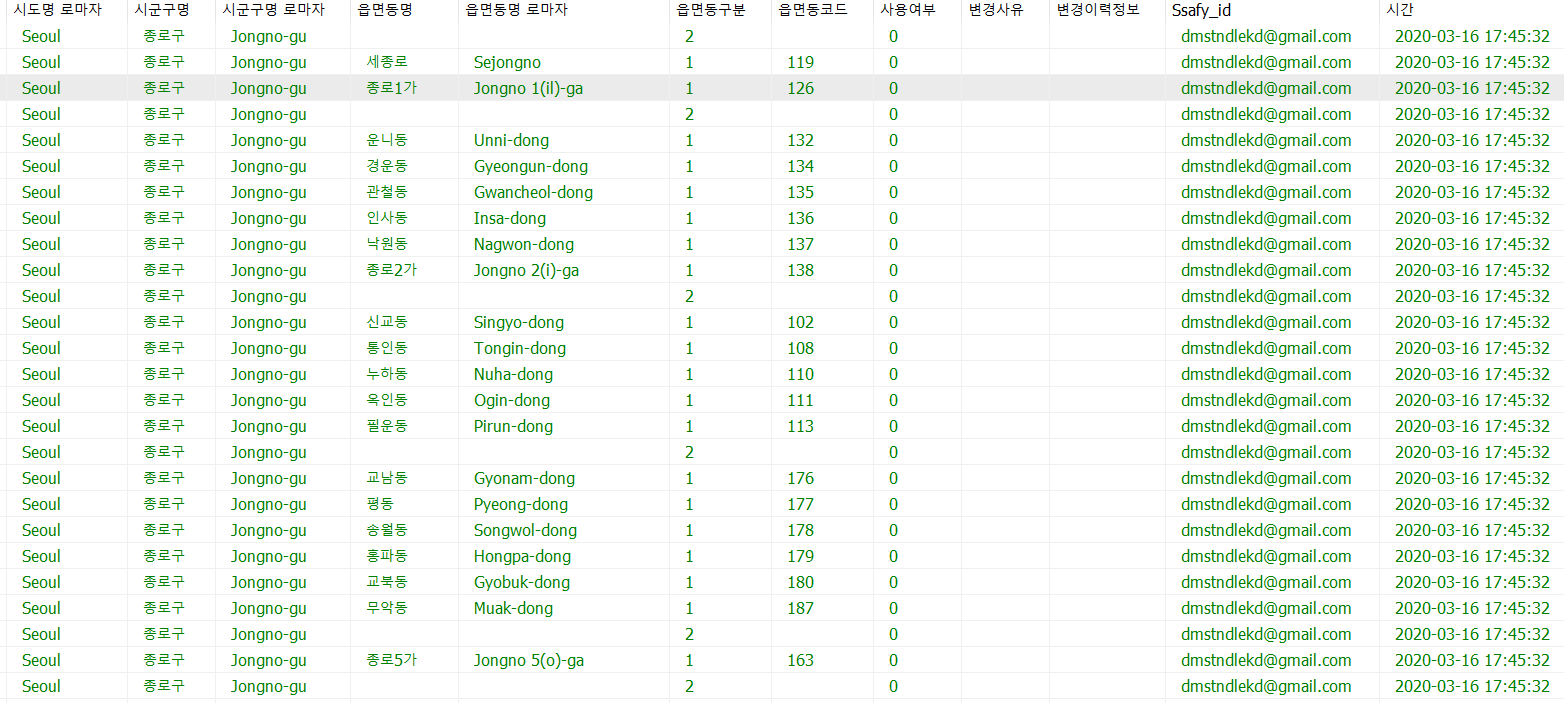 시도명 로마자 시군구명 시군구명 로마자 읍면동명 읍면동명 로마자 읍면동구분 읍면동코드 사용여부 변경사유 변경이력정보 Ssafy_id 시간
Seoul 종로구 Jongno-gu 2 0 dmstndlekd@gmail.com 2020-03-16 17:45:32
Seoul 종로구 Jongno-gu 세종로 Sejongno 1 119 0 dmstndlekd@gmail.com 2020-03-16 17:45:32
Seoul 종로구 Jongno-gu 종로1가 Jongno 1(il)-ga 1 126 0 dmstndlekd@gmail.com 2020-03-16 17:45:32
Seoul 종로구 Jongno-gu 2 0 dmstndlekd@gmail.com 2020-03-16 17:45:32
Seoul 종로구 Jongno-gu 운니동 Unni-dong 1 132 0 dmstndlekd@gmail.com 2020-03-16 17:45:32
Seoul 종로구 Jongno-gu 경운동 Gyeongun-dong 1 134 0 dmstndlekd@gmail.com 2020-03-16 17:45:32
Seoul 종로구 Jongno-gu 관철동 Gwancheol-dong 1 135 0 dmstndlekd@gmail.com 2020-03-16 17:45:32
Seoul 종로구 Jongno-gu 인사동 Insa-dong 1 136 0 dmstndlekd@gmail.com 2020-03-16 17:45:32
Seoul 종로구 Jongno-gu 낙원동 Nagwon-dong 1 137 0 dmstndlekd@gmail.com 2020-03-16 17:45:32
Seoul 종로구 Jongno-gu 종로2가 Jongno 2(i)-ga 1 138 0 dmstndlekd@gmail.com 2020-03-16 17:45:32
Seoul 종로구 Jongno-gu 2 0 dmstndlekd@gmail.com 2020-03-16 17:45:32
Seoul 종로구 Jongno-gu 신교동 Singyo-dong 1 102 0 dmstndlekd@gmail.com 2020-03-16 17:45:32
Seoul 종로구 Jongno-gu 통인동 Tongin-dong 1 108 0 dmstndlekd@gmail.com 2020-03-16 17:45:32
Seoul 종로구 Jongno-gu 누하동 Nuha-dong 1 110 0 dmstndlekd@gmail.com 2020-03-16 17:45:32
Seoul 종로구 Jongno-gu 옥인동 Ogin-dong 1 111 0 dmstndlekd@gmail.com 2020-03-16 17:45:32
Seoul 종로구 Jongno-gu 필운동 Pirun-dong 1 113 0 dmstndlekd@gmail.com 2020-03-16 17:45:32
Seoul 종로구 Jongno-gu 2 0 dmstndlekd@gmail.com 2020-03-16 17:45:32
Seoul 종로구 Jongno-gu 교남동 Gyonam-dong 1 176 0 dmstndlekd@gmail.com 2020-03-16 17:45:32
Seoul 종로구 Jongno-gu 평동 Pyeong-dong 1 177 0 dmstndlekd@gmail.com 2020-03-16 17:45:32
Seoul 종로구 Jongno-gu 송월동 Songwol-dong 1 178 0 dmstndlekd@gmail.com 2020-03-16 17:45:32
Seoul 종로구 Jongno-gu 홍파동 Hongpa-dong 1 179 0 dmstndlekd@gmail.com 2020-03-16 17:45:32
Seoul 종로구 Jongno-gu 교북동 Gyobuk-dong 1 180 0 dmstndlekd@gmail.com 2020-03-16 17:45:32
Seoul 종로구 Jongno-gu 무악동 Muak-dong 1 187 0 dmstndlekd@gmail.com 2020-03-16 17:45:32
Seoul 종로구 Jongno-gu 2 0 dmstndlekd@gmail.com 2020-03-16 17:45:32
Seoul 종로구 Jongno-gu 종로5가 Jongno 5(o)-ga 1 163 0 dmstndlekd@gmail.com 2020-03-16 17:45:32
Seoul 종로구 Jongno-gu 2 0 dmstndlekd@gmail.com 2020-03-16 17:45:32